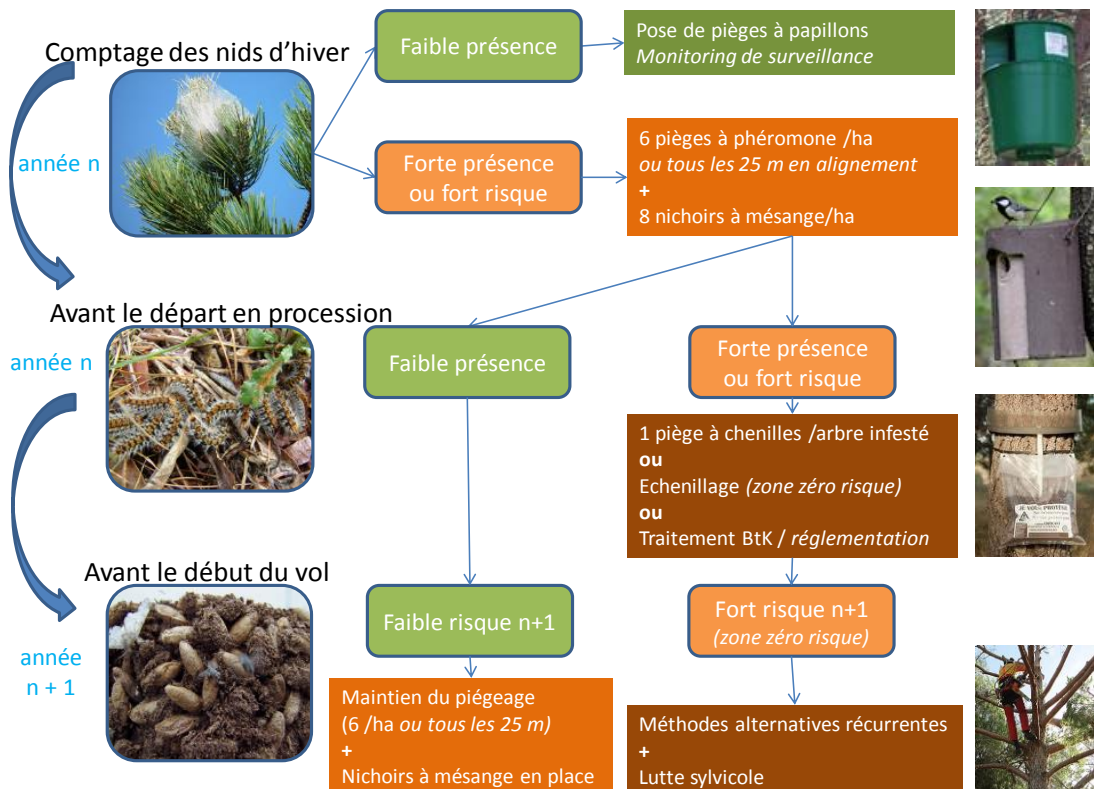 Comptage des nids d'hiver
année n
Faible présence
Pose de pièges à papillons
Monitoring de surveillance
Forte présence
ou fort risque
6 pièges à phéromone /ha
ou tous les 25 m en alignement
+
8 nichoirs à mésange/ha
Avant le départ en procession
année n
Faible présence
Forte présence
ou fort risque
1 piège à chenilles /arbre infesté
ou
Echenillage (zone zéro risque)
ou
Traitement BtK / réglementation
JE VOUS PROTÈGE
Avant le début du vol
année
n + 1
Faible risque n+1
Fort risque n+1
(zone zéro risque)
Maintien du piégeage
(6 /ha ou tous les 25 m)
+
Nichoirs à mésange en place
Méthodes alternatives récurrentes
+
Lutte sylvicole